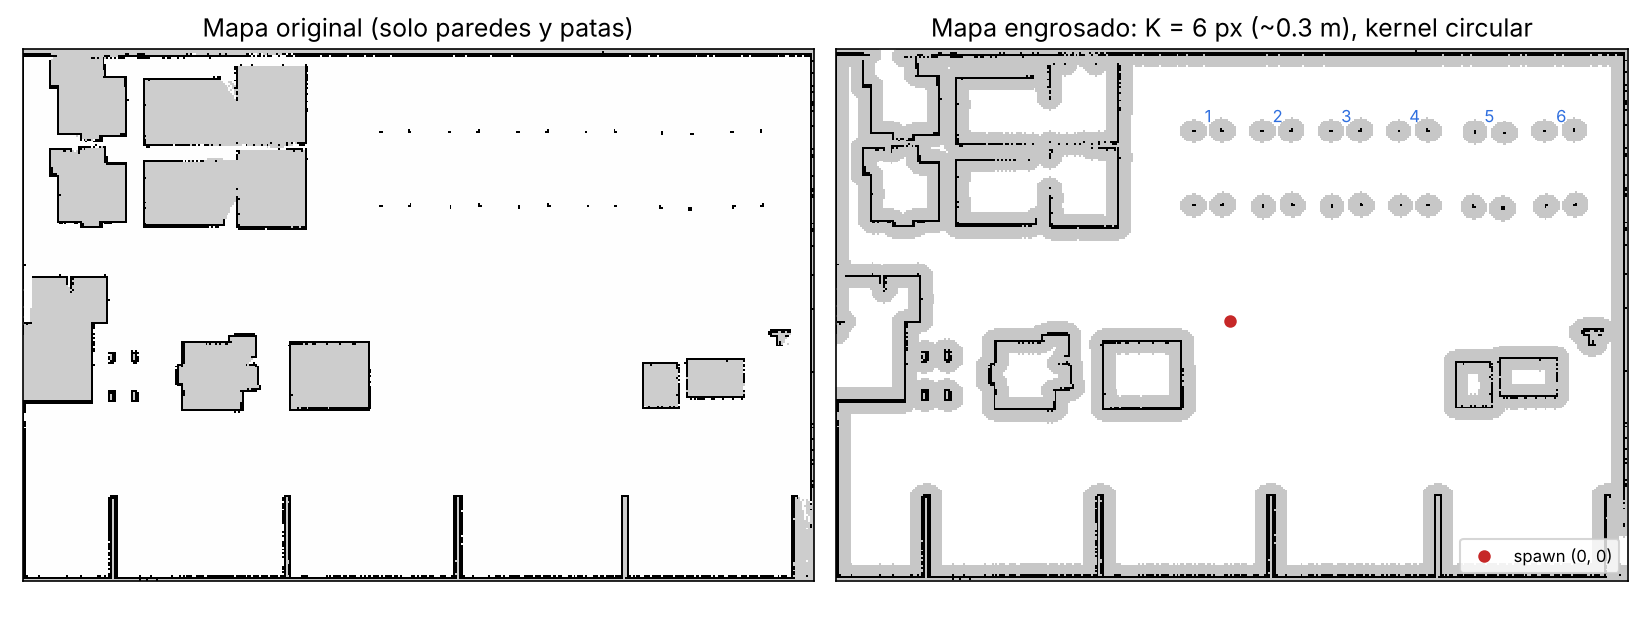 Mapa original (solo paredes y patas)
Mapa engrosado: K = 6 px (~0.3 m), kernel circular
1 2 3 4 5 6
spawn (0, 0)